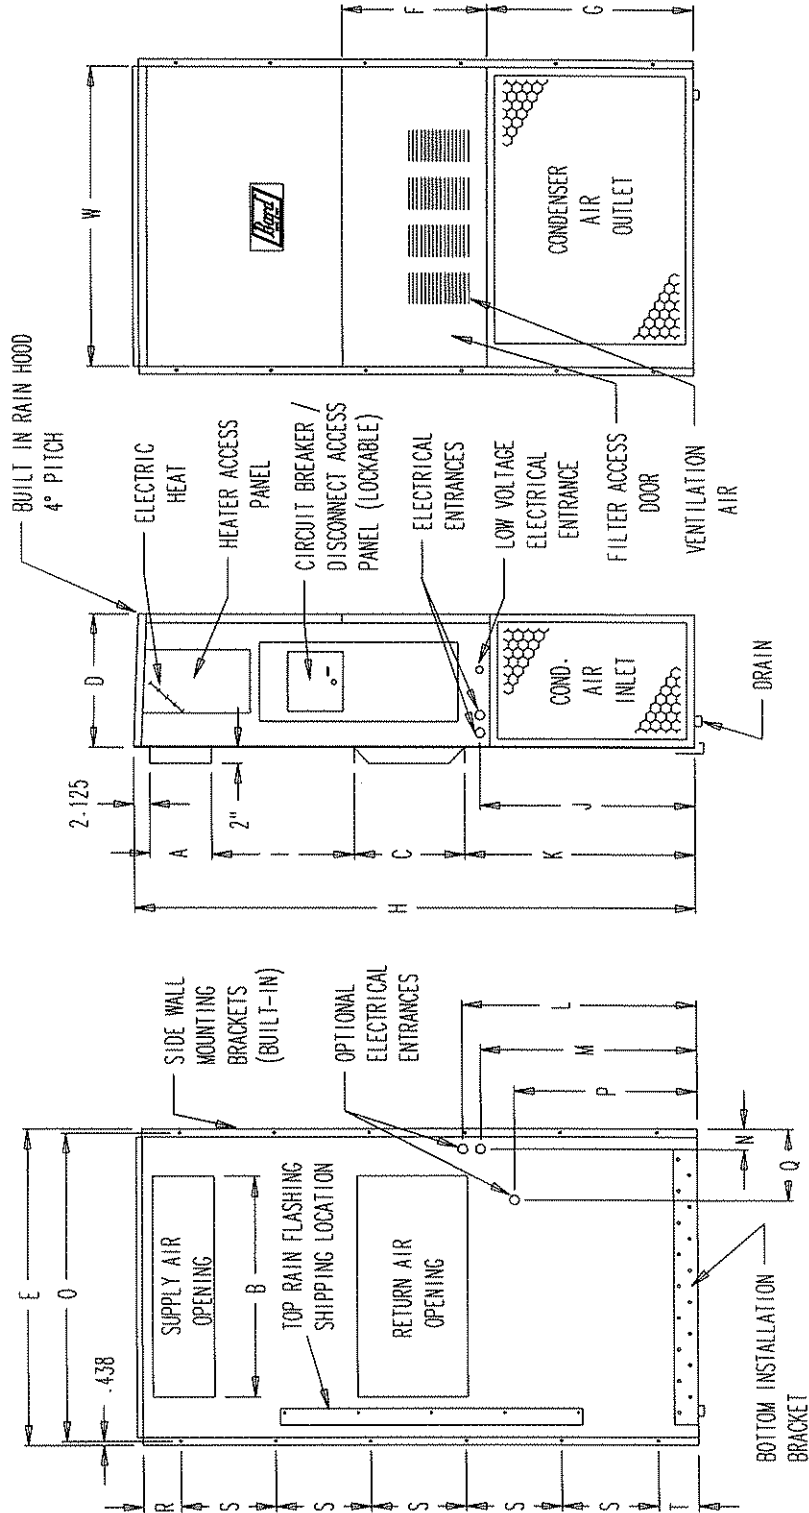 E
O
.438
SUPPLY AIR
OPENING
B
TOP RAIN FLASHING
SHIPPING LOCATION
RETURN AIR
OPENING
R
S
S
S
S
S
T
SIDE WALL
MOUNTING
BRACKETS
(BUILT-IN)
OPTIONAL
ELECTRICAL
ENTRANCES
L
M
P
N
Q
BOTTOM INSTALLATION
BRACKET
2.125
A
2"
I
C
K
J
H
D
BUILT IN RAIN HOOD
4° PITCH
ELECTRIC
HEAT
HEATER ACCESS
PANEL
CIRCUIT BREAKER /
DISCONNECT ACCESS
PANEL (LOCKABLE)
ELECTRICAL
ENTRANCES
LOW VOLTAGE
ELECTRICAL
ENTRANCE
FILTER ACCESS
DOOR
VENTILATION
AIR
COND.
AIR
INLET
DRAIN
W
Bard
F
G
CONDENSER
AIR
OUTLET